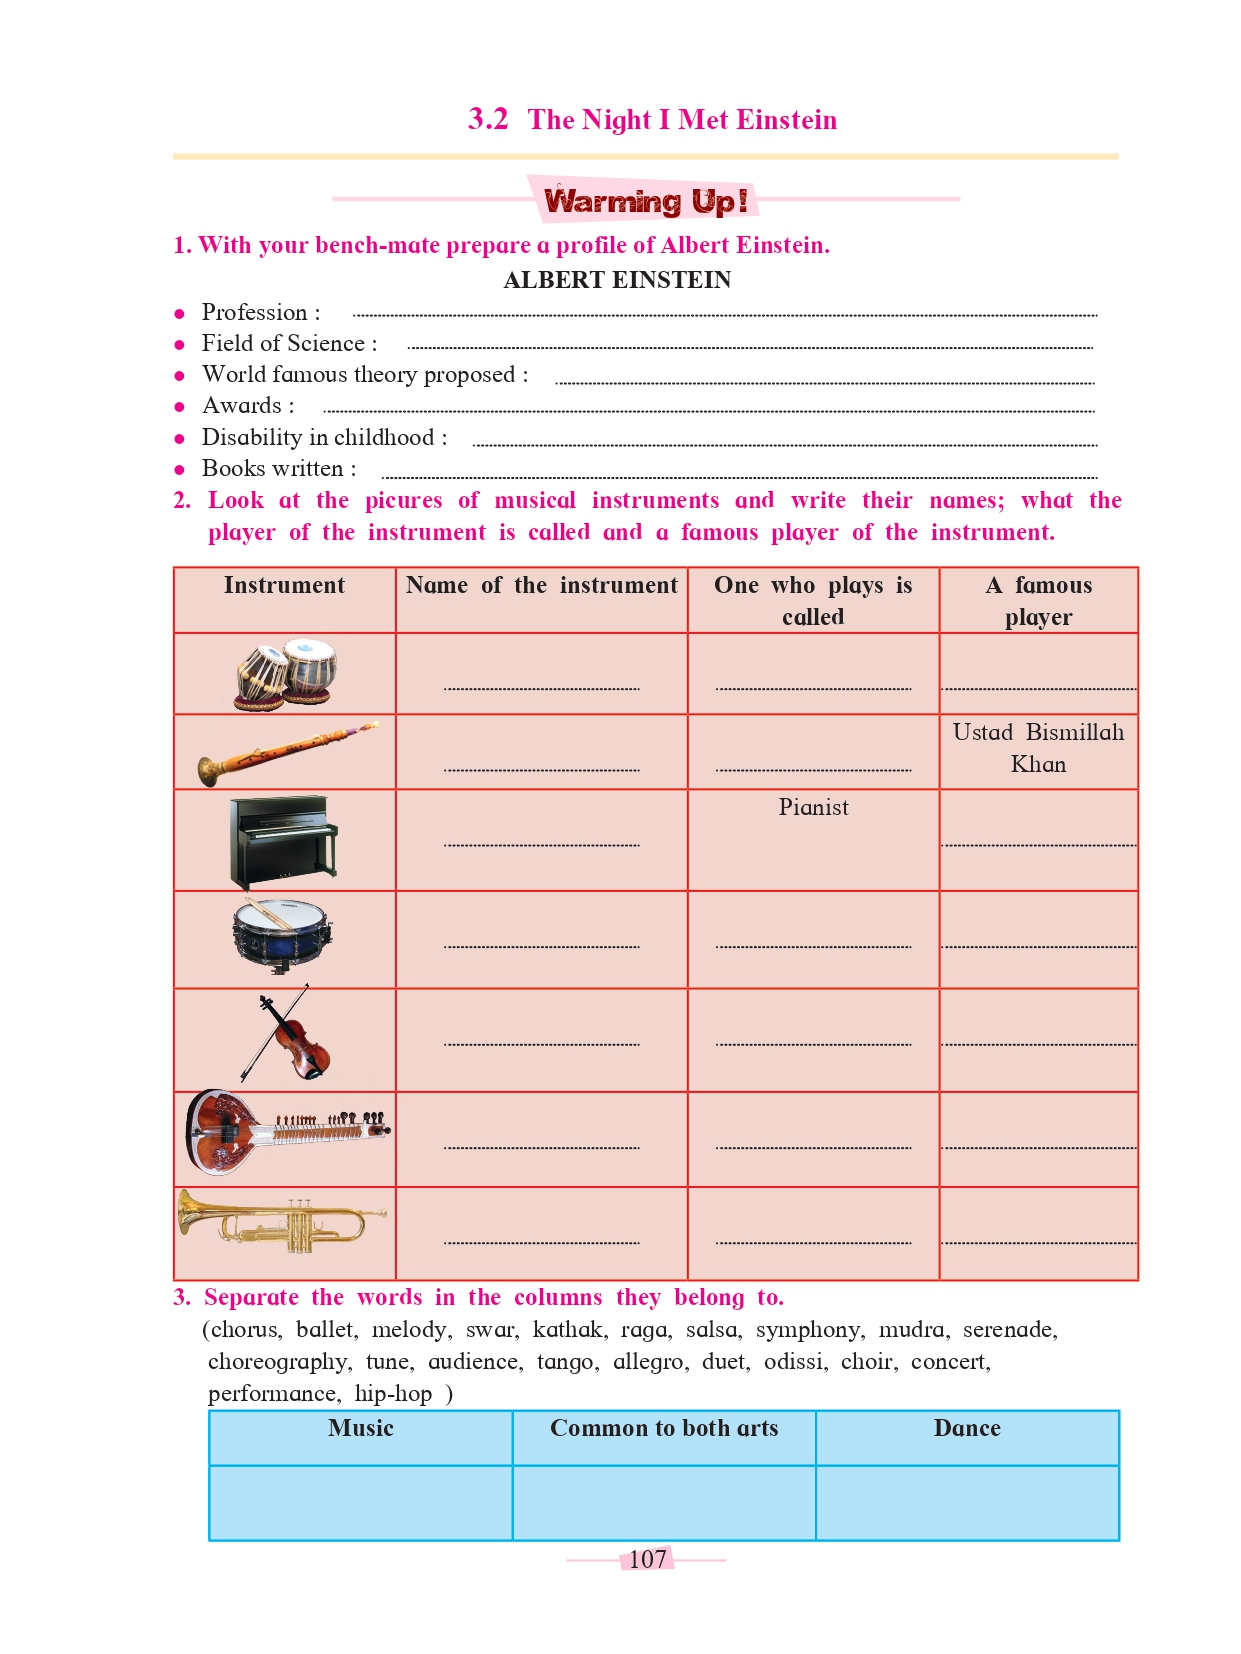 3.2 The Night I Met Einstein
Warming Up!
1. With your bench-mate prepare a profile of Albert Einstein.
ALBERT EINSTEIN
● Profession :
● Field of Science :
● World famous theory proposed :
● Awards :
● Disability in childhood :
● Books written :
2. Look at the picures of musical instruments and write their names; what the
player of the instrument is called and a famous player of the instrument.
Instrument Name of the instrument One who plays is called A famous player
Ustad Bismillah
Khan
Pianist
3. Separate the words in the columns they belong to.
(chorus, ballet, melody, swar, kathak, raga, salsa, symphony, mudra, serenade,
choreography, tune, audience, tango, allegro, duet, odissi, choir, concert,
performance, hip-hop )
Music Common to both arts Dance
107